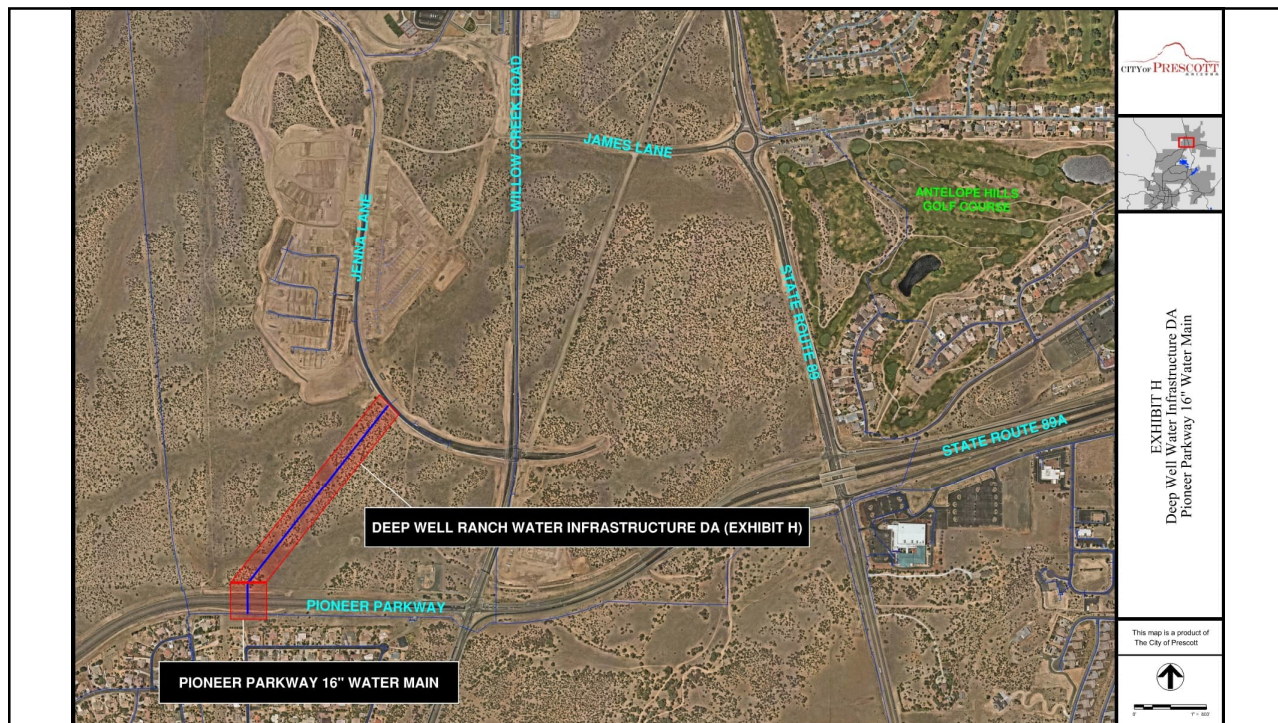 WILLOW CREEK ROAD
JAMES LANE
ANTELOPE HILLS
GOLF COURSE
JENNA LANE
STATE ROUTE 89
STATE ROUTE 89A
DEEP WELL RANCH WATER INFRASTRUCTURE DA (EXHIBIT H)
PIONEER PARKWAY
PIONEER PARKWAY 16" WATER MAIN
CITY OF PRESCOTT
ARIZONA
EXHIBIT H
Deep Well Water Infrastructure DA
Pioneer Parkway 16" Water Main
This map is a product of
The City of Prescott